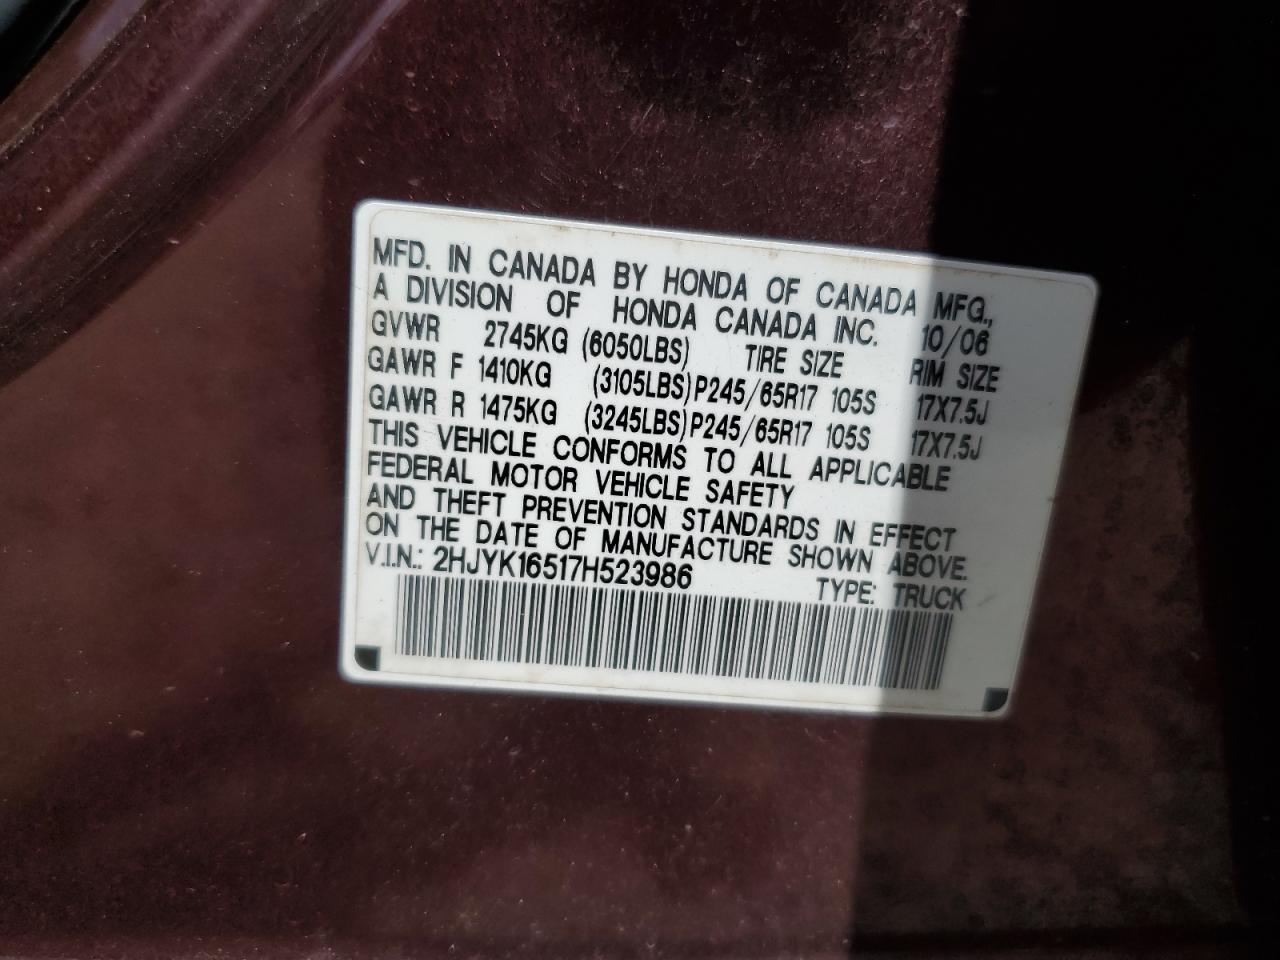 MFD. IN CANADA BY HONDA OF CANADA MFG.,
A DIVISION OF HONDA CANADA INC. 10/06
GVWR 2745KG (6050LBS) TIRE SIZE RIM SIZE
GAWR F 1410KG (3105LBS) P245/65R17 105S 17X7.5J
GAWR R 1475KG (3245LBS) P245/65R17 105S 17X7.5J
THIS VEHICLE CONFORMS TO ALL APPLICABLE
FEDERAL MOTOR VEHICLE SAFETY
AND THEFT PREVENTION STANDARDS IN EFFECT
ON THE DATE OF MANUFACTURE SHOWN ABOVE.
V.I.N.: 2HJYK16517H523986 TYPE: TRUCK